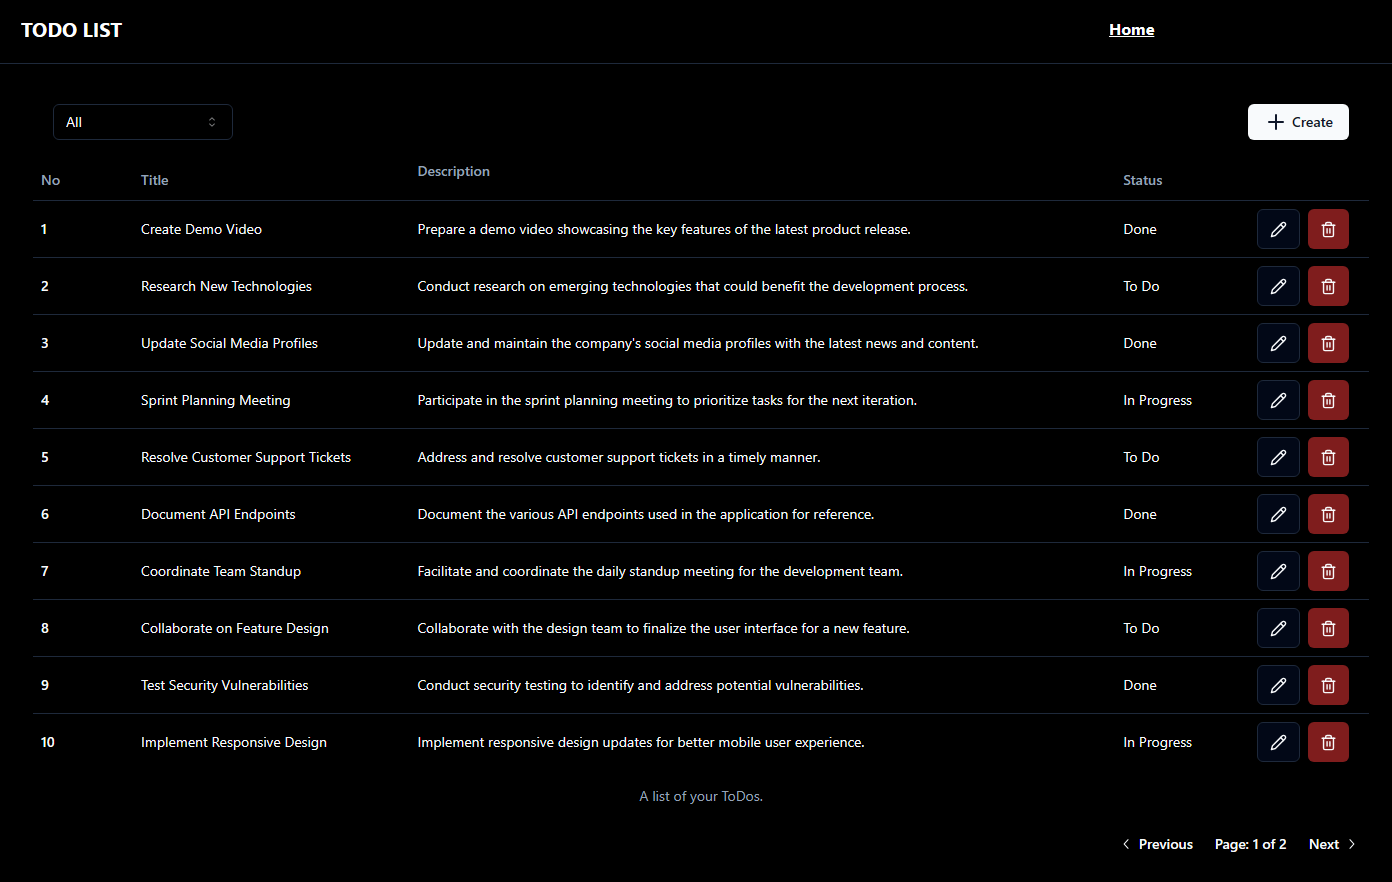 TODO LIST
Home
All
Create
No Title Description Status
1 Create Demo Video Prepare a demo video showcasing the key features of the latest product release. Done
2 Research New Technologies Conduct research on emerging technologies that could benefit the development process. To Do
3 Update Social Media Profiles Update and maintain the company's social media profiles with the latest news and content. Done
4 Sprint Planning Meeting Participate in the sprint planning meeting to prioritize tasks for the next iteration. In Progress
5 Resolve Customer Support Tickets Address and resolve customer support tickets in a timely manner. To Do
6 Document API Endpoints Document the various API endpoints used in the application for reference. Done
7 Coordinate Team Standup Facilitate and coordinate the daily standup meeting for the development team. In Progress
8 Collaborate on Feature Design Collaborate with the design team to finalize the user interface for a new feature. To Do
9 Test Security Vulnerabilities Conduct security testing to identify and address potential vulnerabilities. Done
10 Implement Responsive Design Implement responsive design updates for better mobile user experience. In Progress
A list of your ToDos.
Previous Page: 1 of 2 Next